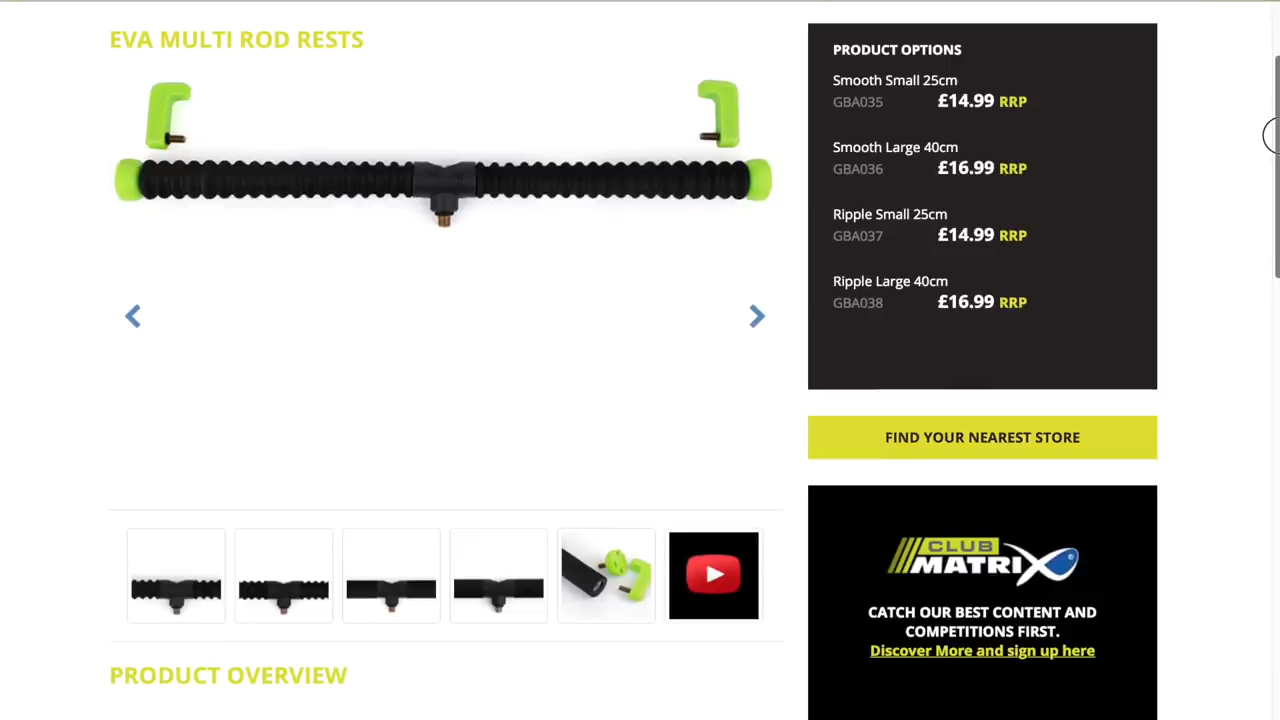 EVA MULTI ROD RESTS
PRODUCT OPTIONS
Smooth Small 25cm
GBA035 £14.99 RRP
Smooth Large 40cm
GBA036 £16.99 RRP
Ripple Small 25cm
GBA037 £14.99 RRP
Ripple Large 40cm
GBA038 £16.99 RRP
FIND YOUR NEAREST STORE
CLUB
MATRIX
CATCH OUR BEST CONTENT AND
COMPETITIONS FIRST.
Discover More and sign up here
PRODUCT OVERVIEW